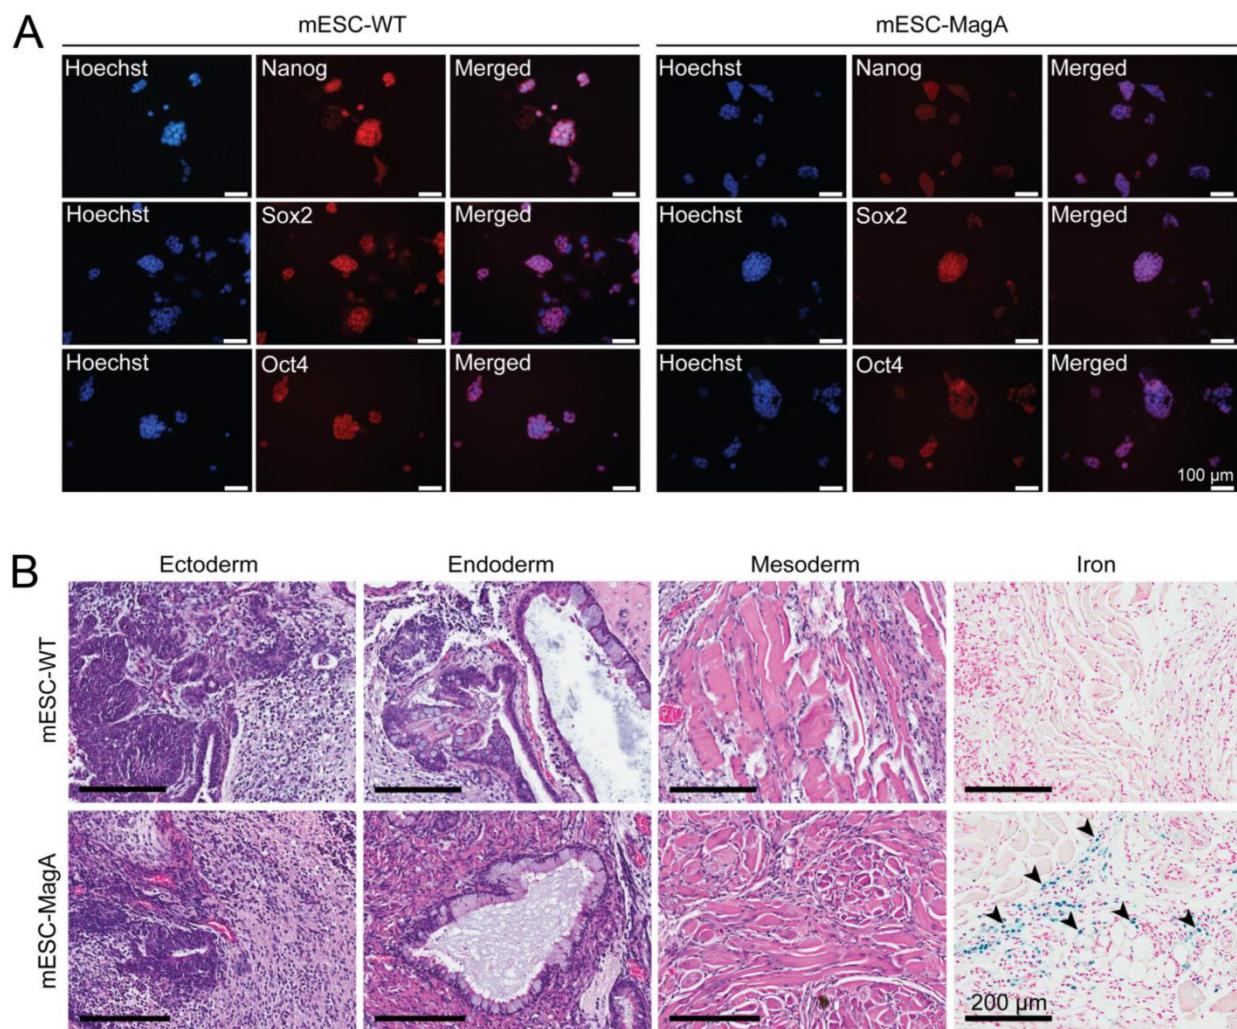 A
mESC-WT
mESC-MagA
Hoechst
Nanog
Merged
Hoechst
Nanog
Merged
Hoechst
Sox2
Merged
Hoechst
Sox2
Merged
Hoechst
Oct4
Merged
Hoechst
Oct4
Merged
100 µm
B
Ectoderm
Endoderm
Mesoderm
Iron
mESC-WT
mESC-MagA
200 µm